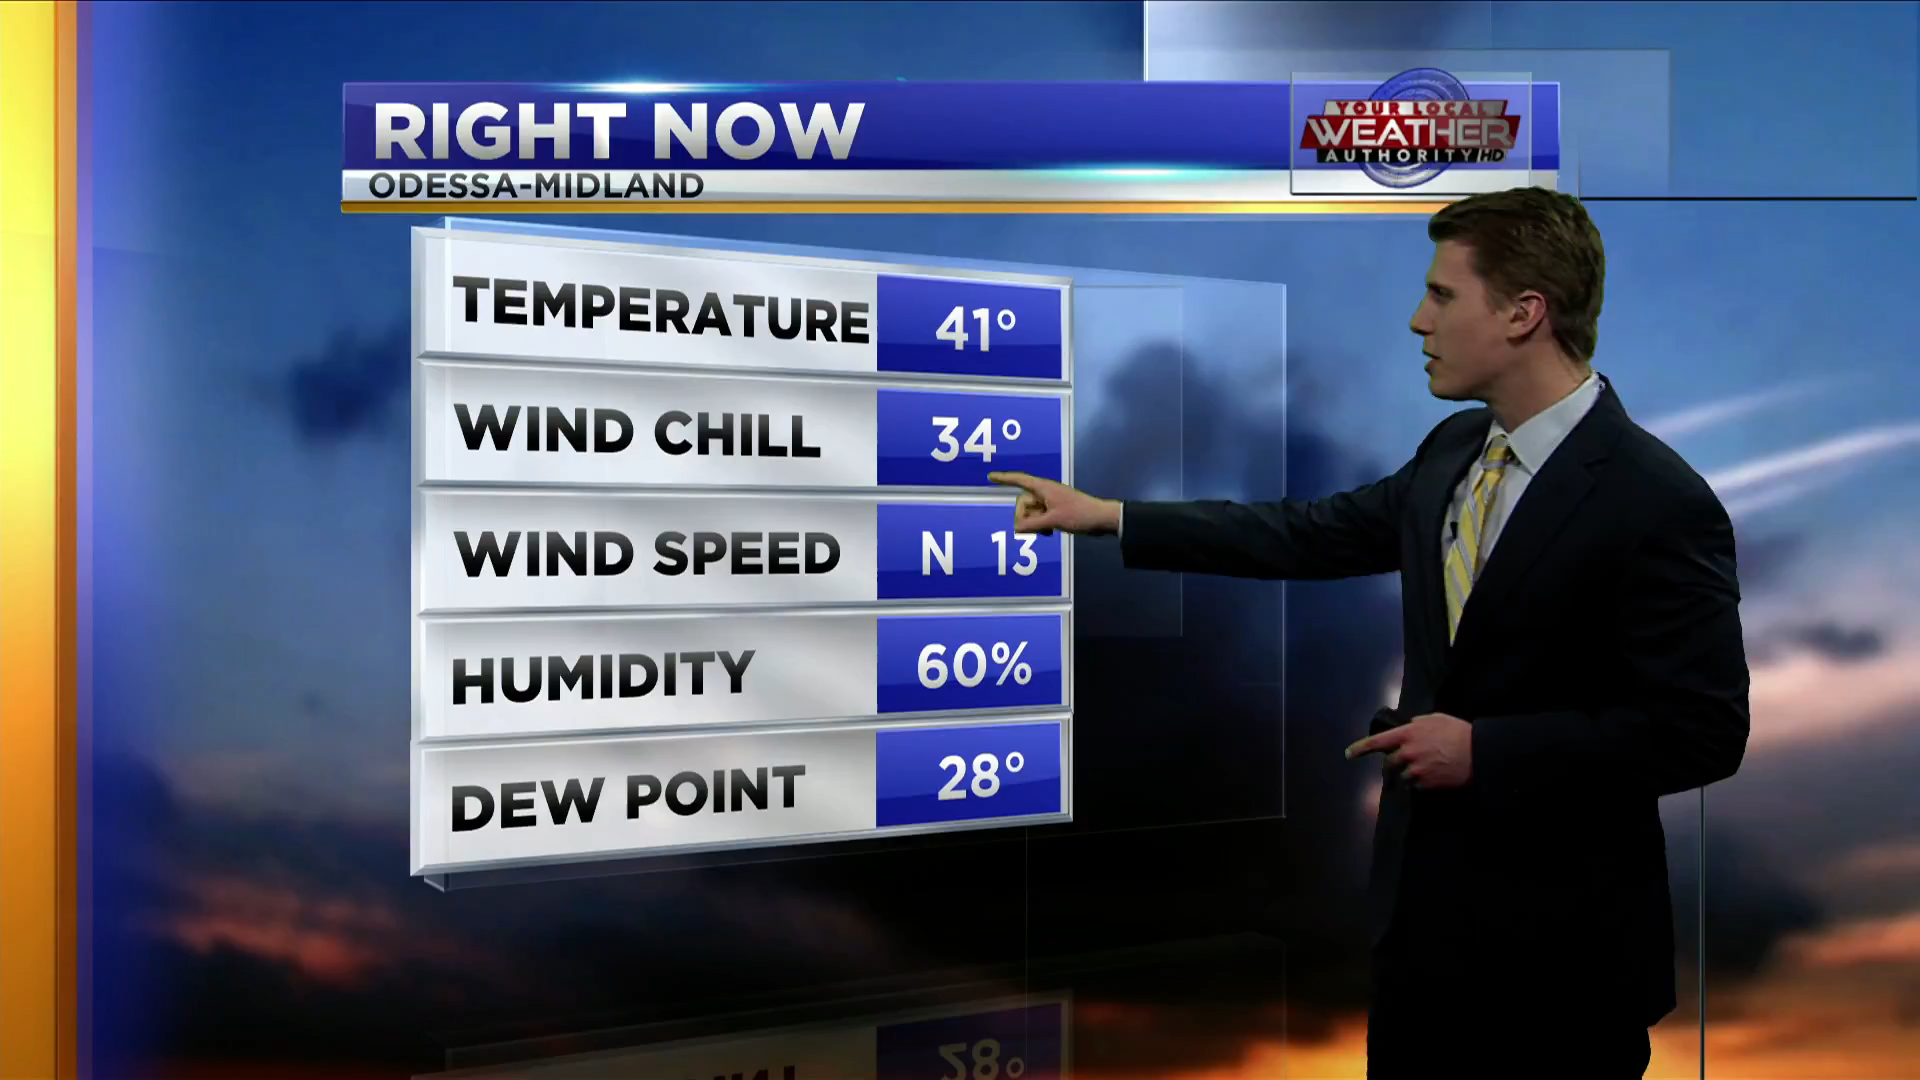 RIGHT NOW
ODESSA-MIDLAND
YOUR LOCAL
WEATHER
AUTHORITY HD
TEMPERATURE 41°
WIND CHILL 34°
WIND SPEED N 13
HUMIDITY 60%
DEW POINT 28°